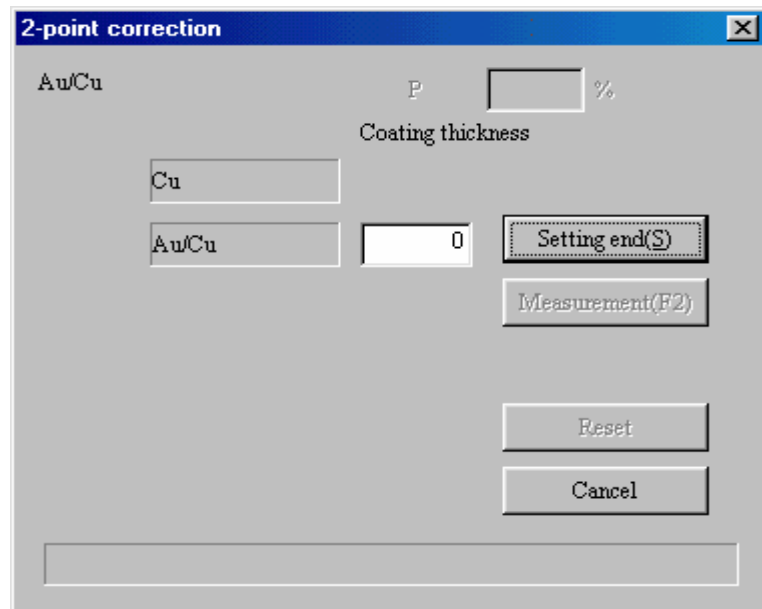 2-point correction
Au/Cu
P %
Coating thickness
Cu
Au/Cu 0 Setting end(S)
Measurement(F2)
Reset
Cancel